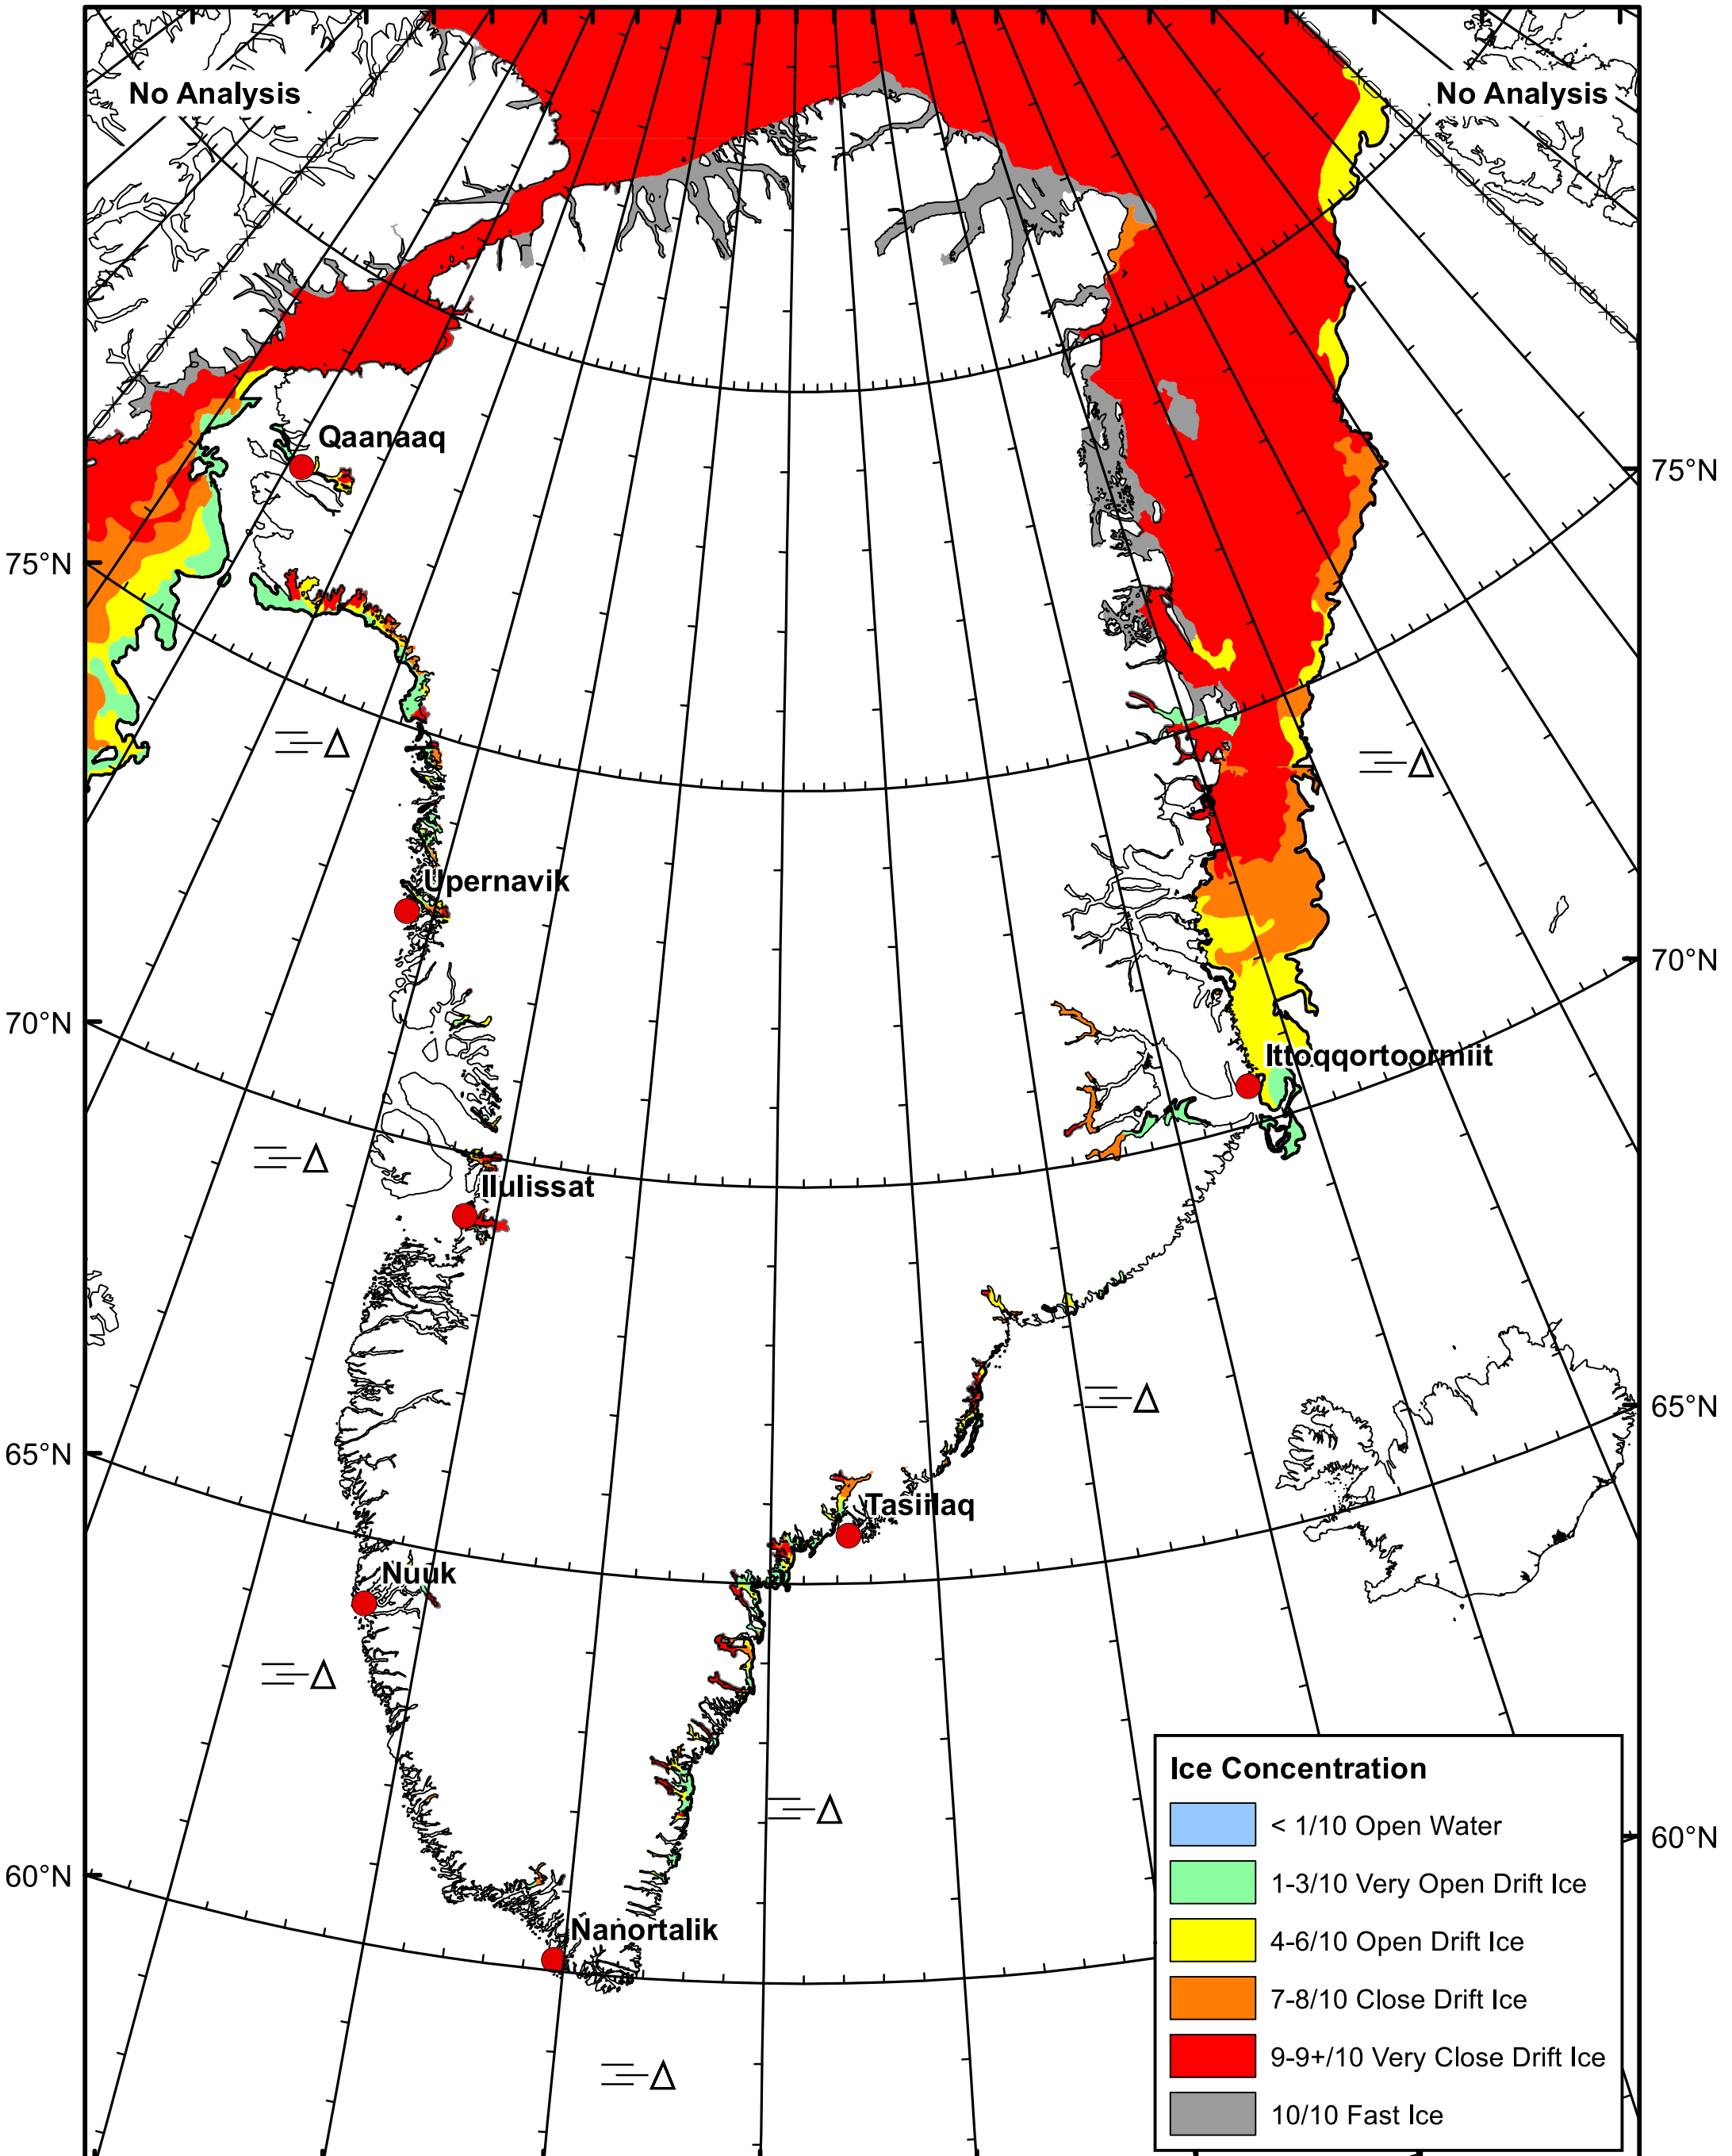 No Analysis
No Analysis
Qaanaaq
75°N
75°N
Upernavik
70°N
70°N
Ittoqqortoormiit
Ilulissat
65°N
65°N
Tasiilaq
Nuuk
60°N
60°N
Nanortalik
Ice Concentration
< 1/10 Open Water
1-3/10 Very Open Drift Ice
4-6/10 Open Drift Ice
7-8/10 Close Drift Ice
9-9+/10 Very Close Drift Ice
10/10 Fast Ice